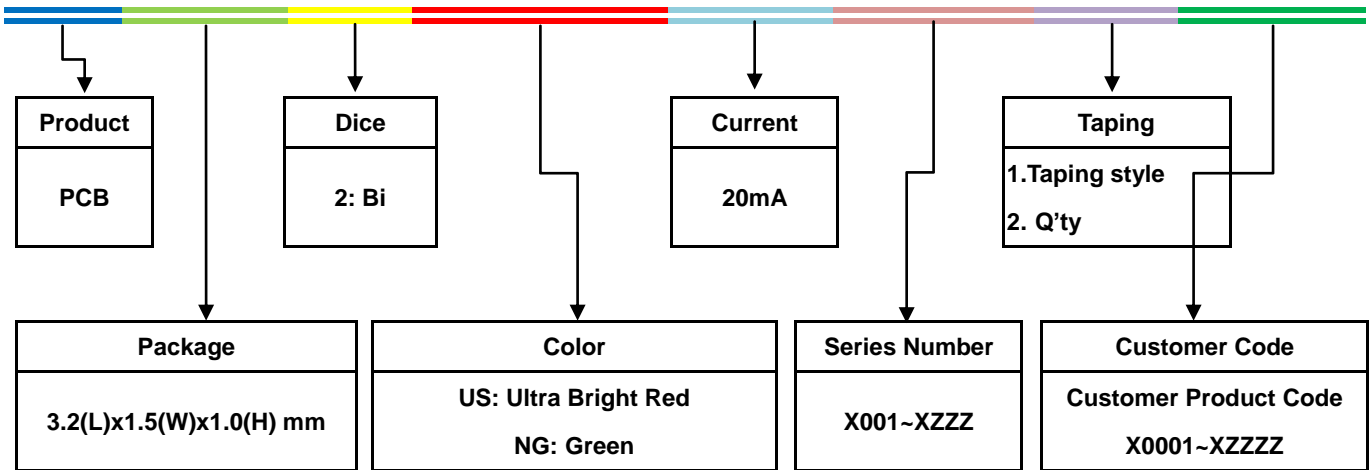 Product
PCB
Dice
2: Bi
Current
20mA
Taping
1.Taping style
2. Q’ty
Package
3.2(L)x1.5(W)x1.0(H) mm
Color
US: Ultra Bright Red
NG: Green
Series Number
X001~XZZZ
Customer Code
Customer Product Code
X0001~XZZZZ